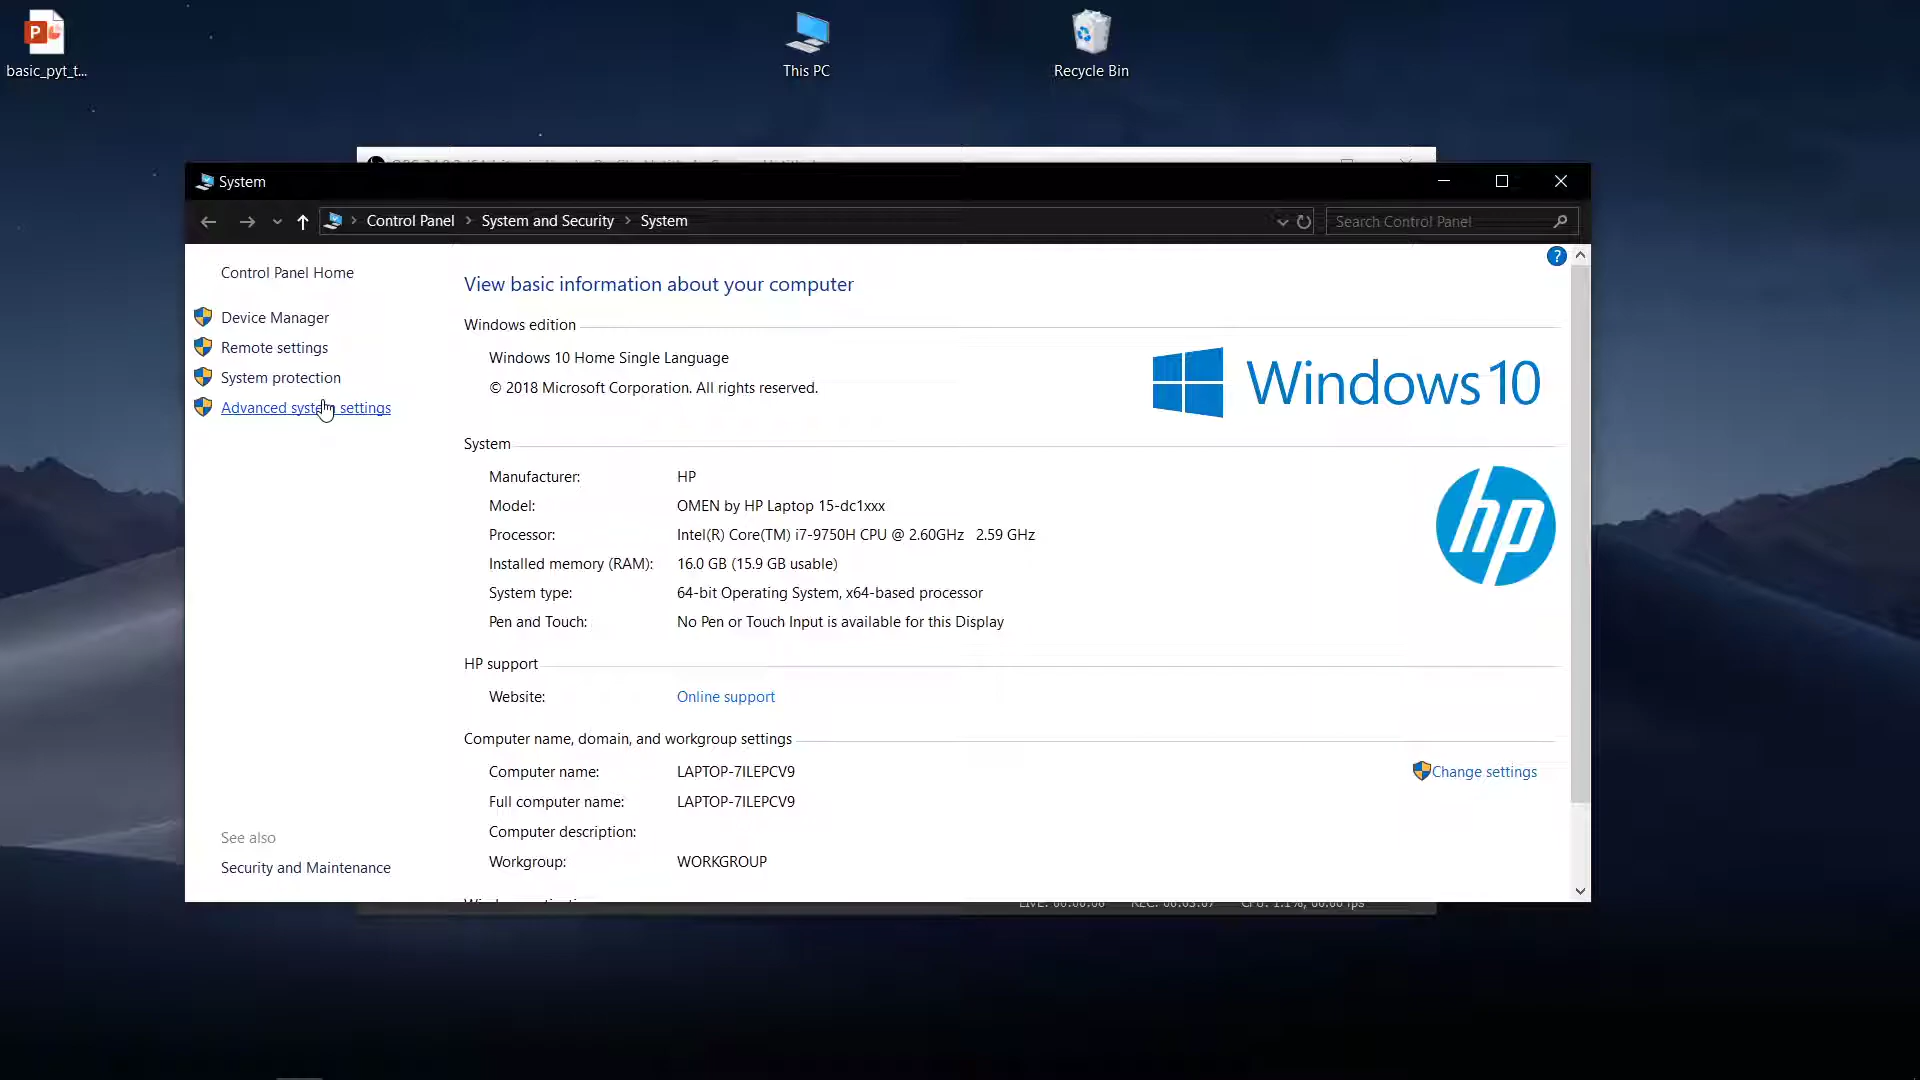 basic_pyt_t...
This PC
Recycle Bin
System
Control Panel > System and Security > System
Search Control Panel
?
Control Panel Home
Device Manager
Remote settings
System protection
Advanced system settings
View basic information about your computer
Windows edition
Windows 10 Home Single Language
© 2018 Microsoft Corporation. All rights reserved.
Windows 10
System
Manufacturer: HP
Model: OMEN by HP Laptop 15-dc1xxx
Processor: Intel(R) Core(TM) i7-9750H CPU @ 2.60GHz 2.59 GHz
Installed memory (RAM): 16.0 GB (15.9 GB usable)
System type: 64-bit Operating System, x64-based processor
Pen and Touch: No Pen or Touch Input is available for this Display
hp
HP support
Website: Online support
Computer name, domain, and workgroup settings
Computer name: LAPTOP-7ILEPCV9
Change settings
Full computer name: LAPTOP-7ILEPCV9
Computer description:
Workgroup: WORKGROUP
See also
Security and Maintenance